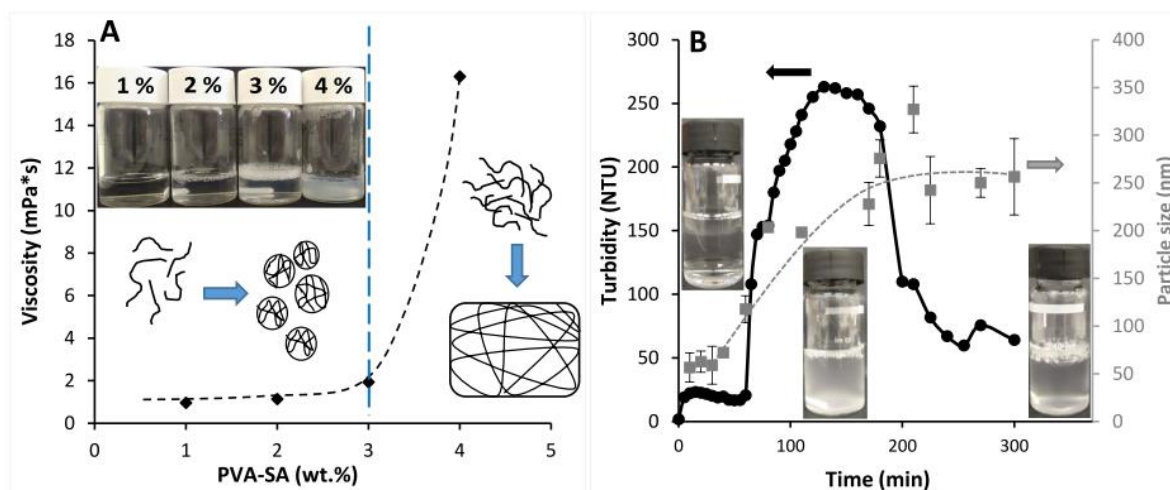 A
1 % 2 % 3 % 4 %
Viscosity (mPa*s)
18
16
14
12
10
8
6
4
2
0
0 1 2 3 4 5
PVA-SA (wt.%)
B
Turbidity (NTU)
300
250
200
150
100
50
0
0 100 200 300
Time (min)
400
350
300
250
200
150
100
50
0
Particle size (nm)